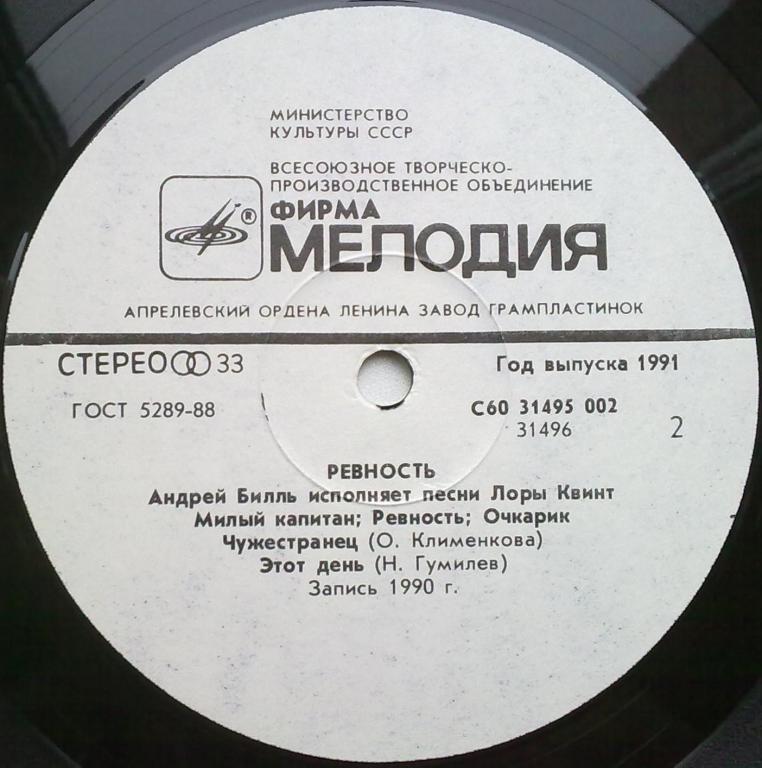 МИНИСТЕРСТВО
КУЛЬТУРЫ СССР
ВСЕСОЮЗНОЕ ТВОРЧЕСКО-
ПРОИЗВОДСТВЕННОЕ ОБЪЕДИНЕНИЕ
ФИРМА
®
МЕЛОДИЯ
АПРЕЛЕВСКИЙ ОРДЕНА ЛЕНИНА ЗАВОД ГРАМПЛАСТИНОК
СТЕРЕО 33
Год выпуска 1991
ГОСТ 5289-88
С60 31495 002
31496
2
РЕВНОСТЬ
Андрей Билль исполняет песни Лоры Квинт
Милый капитан; Ревность; Очкарик
Чужестранец (О. Клименкова)
Этот день (Н. Гумилев)
Запись 1990 г.